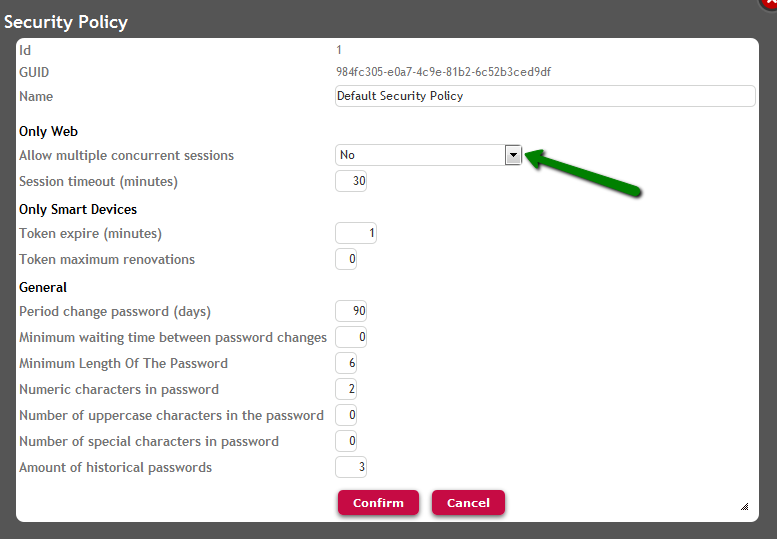 Security Policy
Id 1
GUID 984fc305-e0a7-4c9e-81b2-6c52b3ced9df
Name Default Security Policy
Only Web
Allow multiple concurrent sessions No
Session timeout (minutes) 30
Only Smart Devices
Token expire (minutes) 1
Token maximum renovations 0
General
Period change password (days) 90
Minimum waiting time between password changes 0
Minimum Length Of The Password 6
Numeric characters in password 2
Number of uppercase characters in the password 0
Number of special characters in password 0
Amount of historical passwords 3
Confirm Cancel